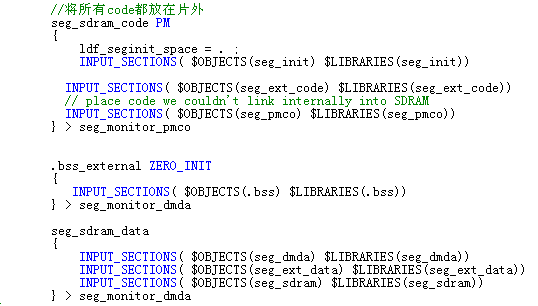 //将所有code都放在片外
seg_sdram_code PM
{
ldf_seginit_space = . ;
INPUT_SECTIONS( $OBJECTS(seg_init) $LIBRARIES(seg_init))
INPUT_SECTIONS( $OBJECTS(seg_ext_code) $LIBRARIES(seg_ext_code))
// place code we couldn't link internally into SDRAM
INPUT_SECTIONS( $OBJECTS(seg_pmco) $LIBRARIES(seg_pmco))
} > seg_monitor_pmco
.bss_external ZERO_INIT
{
INPUT_SECTIONS( $OBJECTS(.bss) $LIBRARIES(.bss))
} > seg_monitor_dmda
seg_sdram_data
{
INPUT_SECTIONS( $OBJECTS(seg_dmda) $LIBRARIES(seg_dmda))
INPUT_SECTIONS( $OBJECTS(seg_ext_data) $LIBRARIES(seg_ext_data))
INPUT_SECTIONS( $OBJECTS(seg_sdram) $LIBRARIES(seg_sdram))
} > seg_monitor_dmda